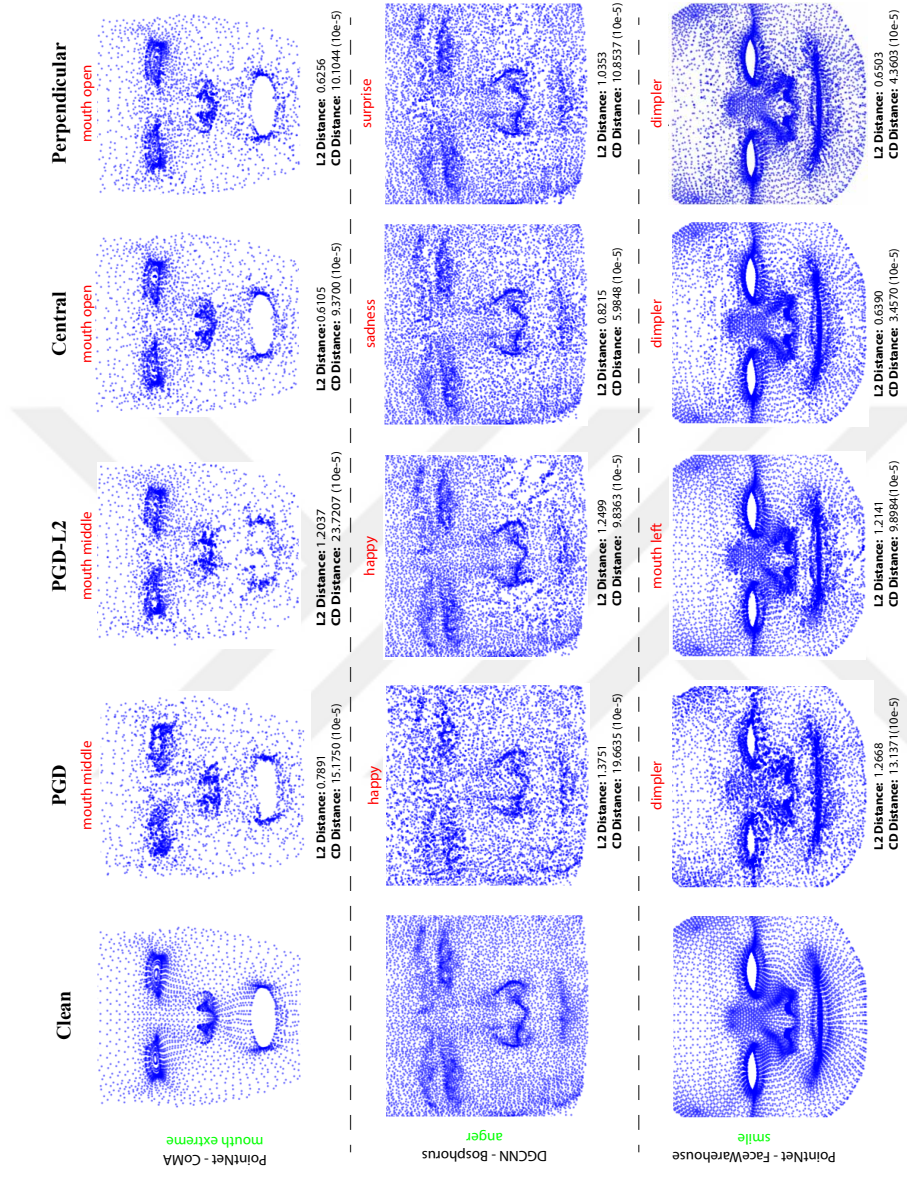 Clean
PGD
PGD-L2
Central
Perpendicular
PointNet - CoMA
mouth extreme
mouth middle
mouth middle
mouth open
mouth open
L2 Distance: 0.7891
CD Distance: 15.1750 (10e-5)
L2 Distance: 1.2037
CD Distance: 23.7207 (10e-5)
L2 Distance: 0.6105
CD Distance: 9.3700 (10e-5)
L2 Distance: 0.6256
CD Distance: 10.1044 (10e-5)
DGCNN - Bosphorus
anger
happy
happy
sadness
surprise
L2 Distance: 1.3751
CD Distance: 19.6635 (10e-5)
L2 Distance: 1.2499
CD Distance: 9.8363 (10e-5)
L2 Distance: 0.8215
CD Distance: 5.9848 (10e-5)
L2 Distance: 1.0353
CD Distance: 10.8537 (10e-5)
PointNet - FaceWarehouse
smile
dimpler
mouth left
dimpler
dimpler
L2 Distance: 1.2668
CD Distance: 13.1371(10e-5)
L2 Distance: 1.2141
CD Distance: 9.8984(10e-5)
L2 Distance: 0.6390
CD Distance: 3.4570 (10e-5)
L2 Distance: 0.6503
CD Distance: 4.3603 (10e-5)